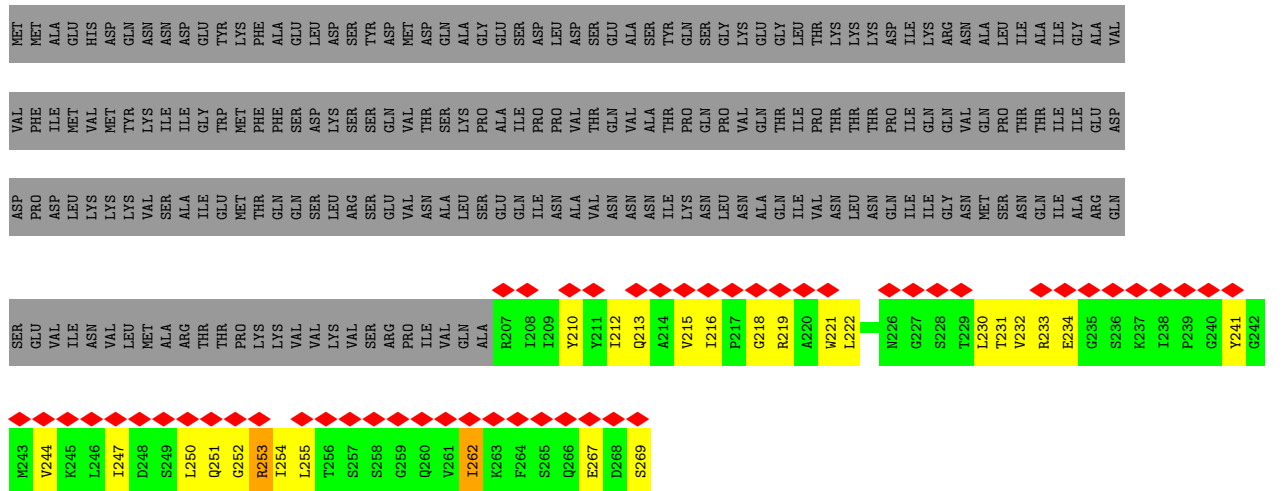 MET MET ALA GLU HIS ASP GLN ASN ASN ASP GLU TYR LYS PHE ALA GLU LEU ASP SER TYR ASP MET ASP GLN ALA GLY GLU SER ASP LEU ASP SER GLU ALA SER TYR GLN SER GLY LYS GLU GLY LEU THR LYS LYS LYS ASP ILE LYS ARG ASN ALA LEU ILE ALA ILE GLY ALA VAL
VAL PHE ILE MET VAL MET TYR LYS ILE ILE GLY TRP MET PHE PHE SER ASP LYS SER SER GLN VAL THR SER LYS PRO ALA ILE PRO PRO VAL THR GLN VAL ALA THR PRO GLN PRO VAL GLN THR ILE PRO THR THR THR PRO ILE GLN GLN VAL GLN PRO THR THR ILE ILE GLU ASP
ASP PRO ASP LEU LYS LYS LYS VAL SER ALA ILE GLU MET THR GLN GLN SER LEU ARG SER GLU VAL ASN ALA LEU SER GLU GLN ILE ASN ALA VAL ASN ASN ASN ILE LYS ASN LEU ASN ALA GLN ILE VAL ASN LEU ASN GLN ILE ILE GLY ASN MET SER ASN GLN ILE ALA ARG GLN
SER GLU VAL ILE ASN VAL LEU MET ALA ARG THR THR PRO LYS LYS VAL VAL LYS VAL SER ARG PRO ILE VAL GLN ALA R207 I208 I209 Y210 Y211 I212 Q213 A214 V215 I216 P217 G218 R219 A220 W221 L222 N226 G227 S228 T229 L230 T231 V232 R233 E234 G235 S236 K237 I238 P239 G240 Y241 G242
M243 V244 K245 L246 I247 D248 S249 L250 Q251 G252 R253 I254 L255 T256 S257 S258 G259 Q260 V261 I262 K263 F264 S265 Q266 E267 D268 S269